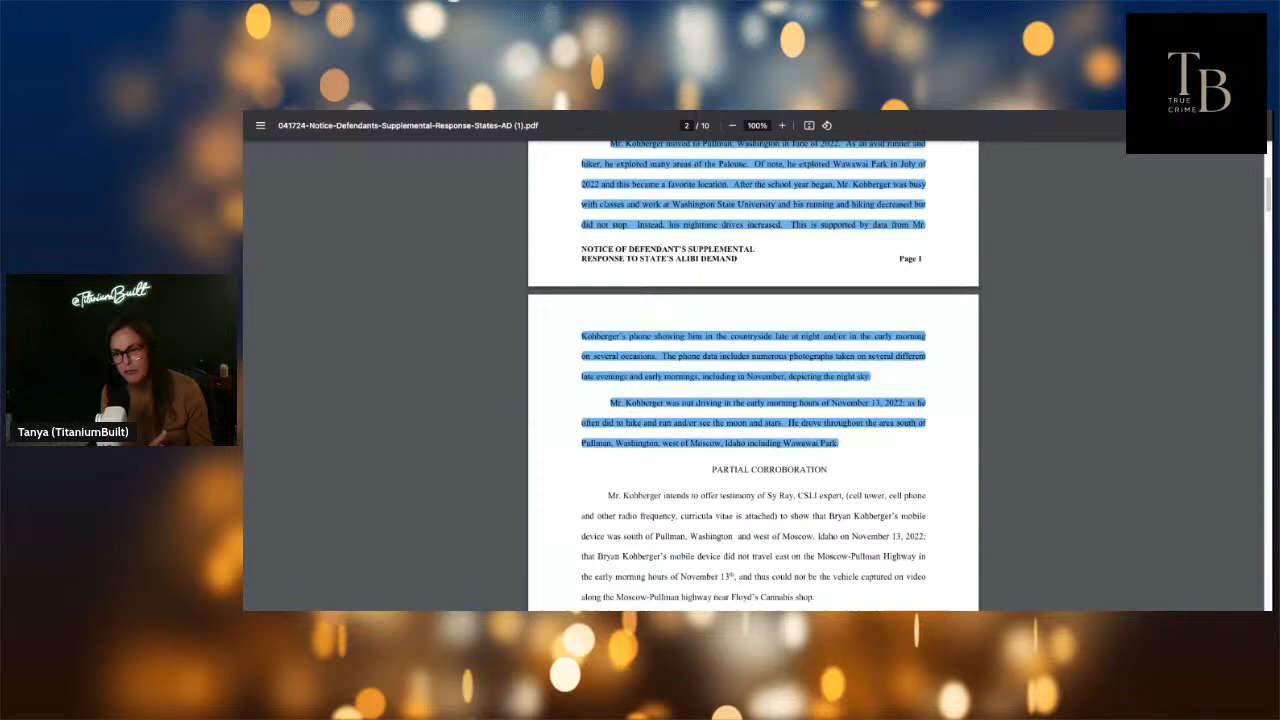 T
B
TRUE
CRIME
041724-Notice-Defendants-Supplemental-Response-States-AD (1).pdf
2 / 10
100%
Mr. Kohberger moved to Pullman, Washington in June of 2022. As an avid runner and
hiker, he explored many areas of the Palouse. Of note, he explored Wawawai Park in July of
2022 and this became a favorite location. After the school year began, Mr. Kohberger was busy
with classes and work at Washington State University and his running and hiking decreased but
did not stop. Instead, his nighttime drives increased. This is supported by data from Mr.
NOTICE OF DEFENDANT'S SUPPLEMENTAL
RESPONSE TO STATE'S ALIBI DEMAND Page 1
Kohberger's phone showing him in the countryside late at night and/or in the early morning
on several occasions. The phone data includes numerous photographs taken on several different
late evenings and early mornings, including in November, depicting the night sky.
Mr. Kohberger was out driving in the early morning hours of November 13, 2022; as he
often did to hike and run and/or see the moon and stars. He drove throughout the area south of
Pullman, Washington, west of Moscow, Idaho including Wawawai Park.
PARTIAL CORROBORATION
Mr. Kohberger intends to offer testimony of Sy Ray, CSLI expert, (cell tower, cell phone
and other radio frequency, curricula vitae is attached) to show that Bryan Kohberger's mobile
device was south of Pullman, Washington and west of Moscow, Idaho on November 13, 2022;
that Bryan Kohberger's mobile device did not travel east on the Moscow-Pullman Highway in
the early morning hours of November 13th, and thus could not be the vehicle captured on video
along the Moscow-Pullman highway near Floyd's Cannabis shop.
@TitaniumBuilt
Tanya (TitaniumBuilt)